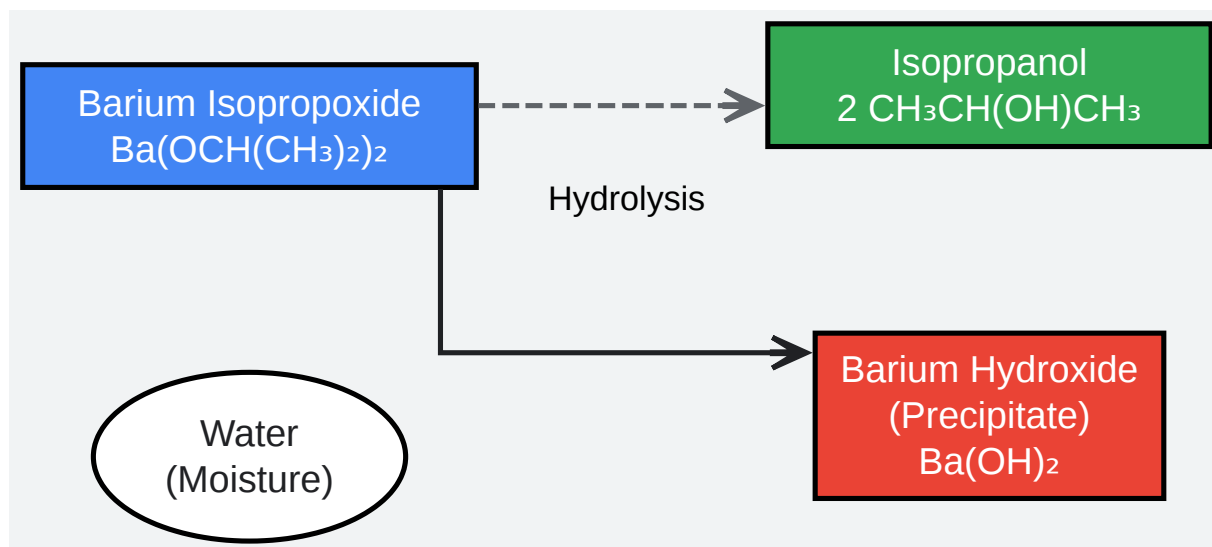 Barium Isopropoxide
Ba(OCH(CH₃)₂)₂
Isopropanol
2 CH₃CH(OH)CH₃
Hydrolysis
Barium Hydroxide
(Precipitate)
Ba(OH)₂
Water
(Moisture)